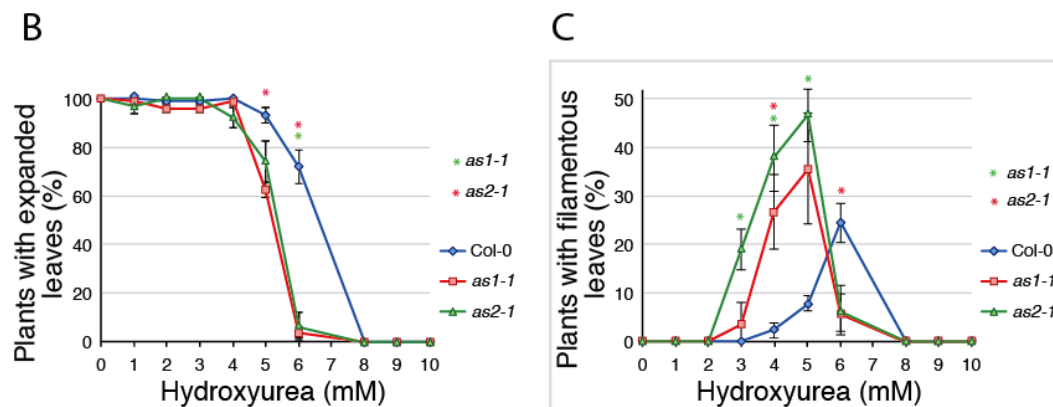 B
Plants with expanded
leaves (%)
100
80
60
40
20
0
0 1 2 3 4 5 6 7 8 9 10
Hydroxyurea (mM)
*
*
*
* as1-1
* as2-1
Col-0
as1-1
as2-1
C
Plants with filamentous
leaves (%)
50
40
30
20
10
0
0 1 2 3 4 5 6 7 8 9 10
Hydroxyurea (mM)
*
*
*
*
*
* as1-1
* as2-1
Col-0
as1-1
as2-1